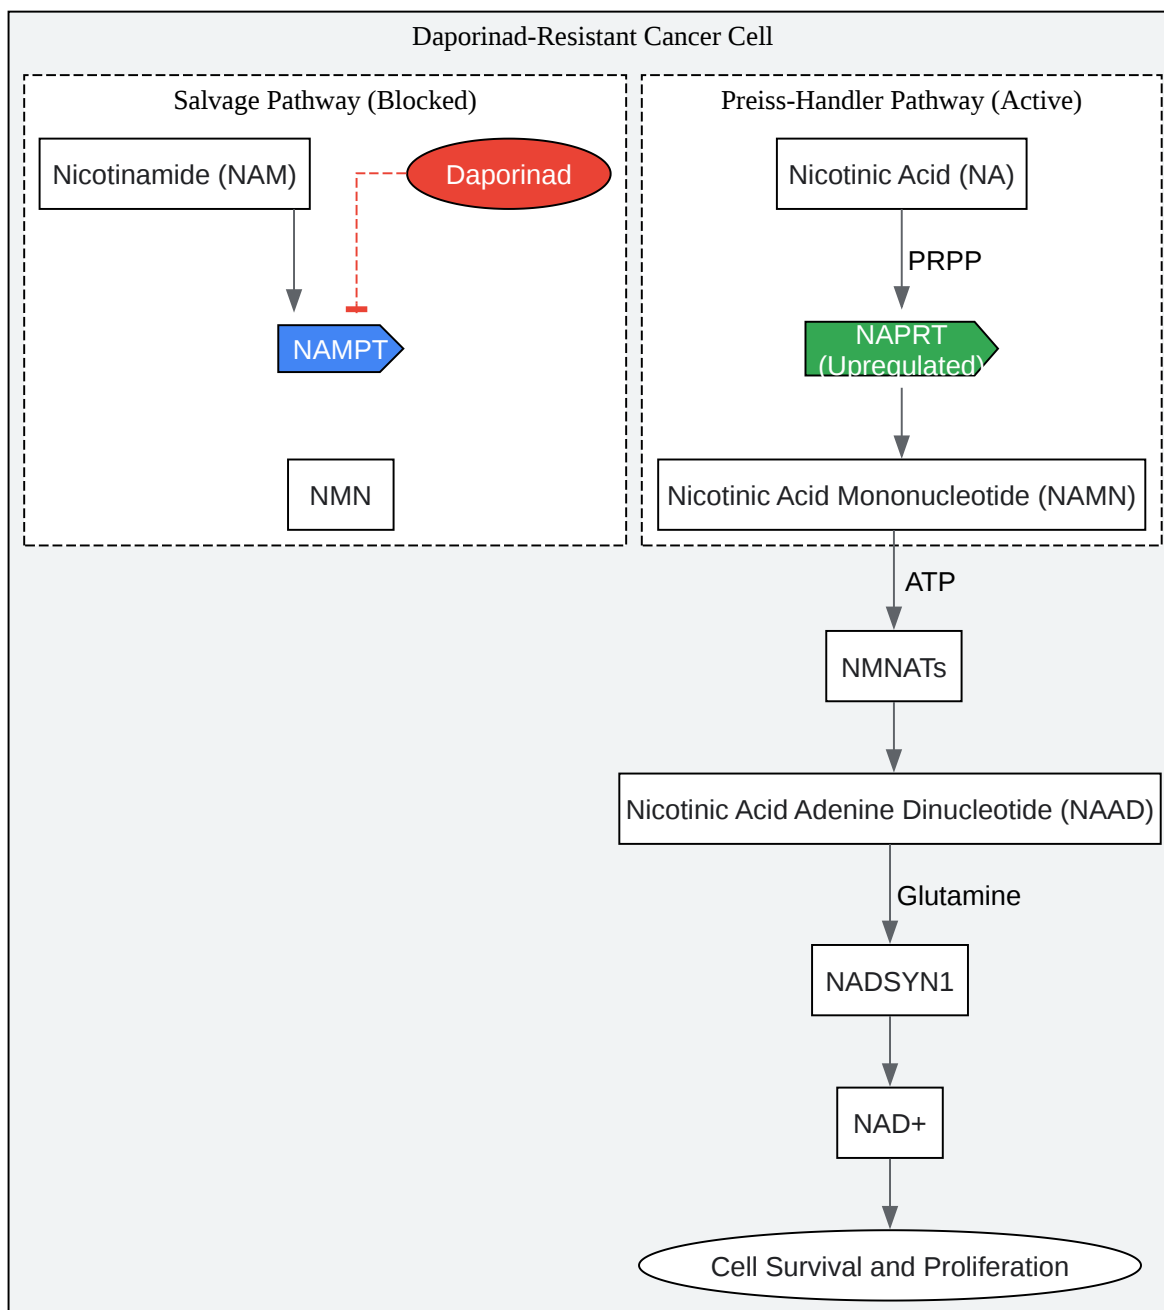 Daporinad-Resistant Cancer Cell
Salvage Pathway (Blocked)
Nicotinamide (NAM)
Daporinad
NAMPT
NMN
Preiss-Handler Pathway (Active)
Nicotinic Acid (NA)
PRPP
NAPRT
(Upregulated)
Nicotinic Acid Mononucleotide (NAMN)
ATP
NMNATs
Nicotinic Acid Adenine Dinucleotide (NAAD)
Glutamine
NADSYN1
NAD+
Cell Survival and Proliferation